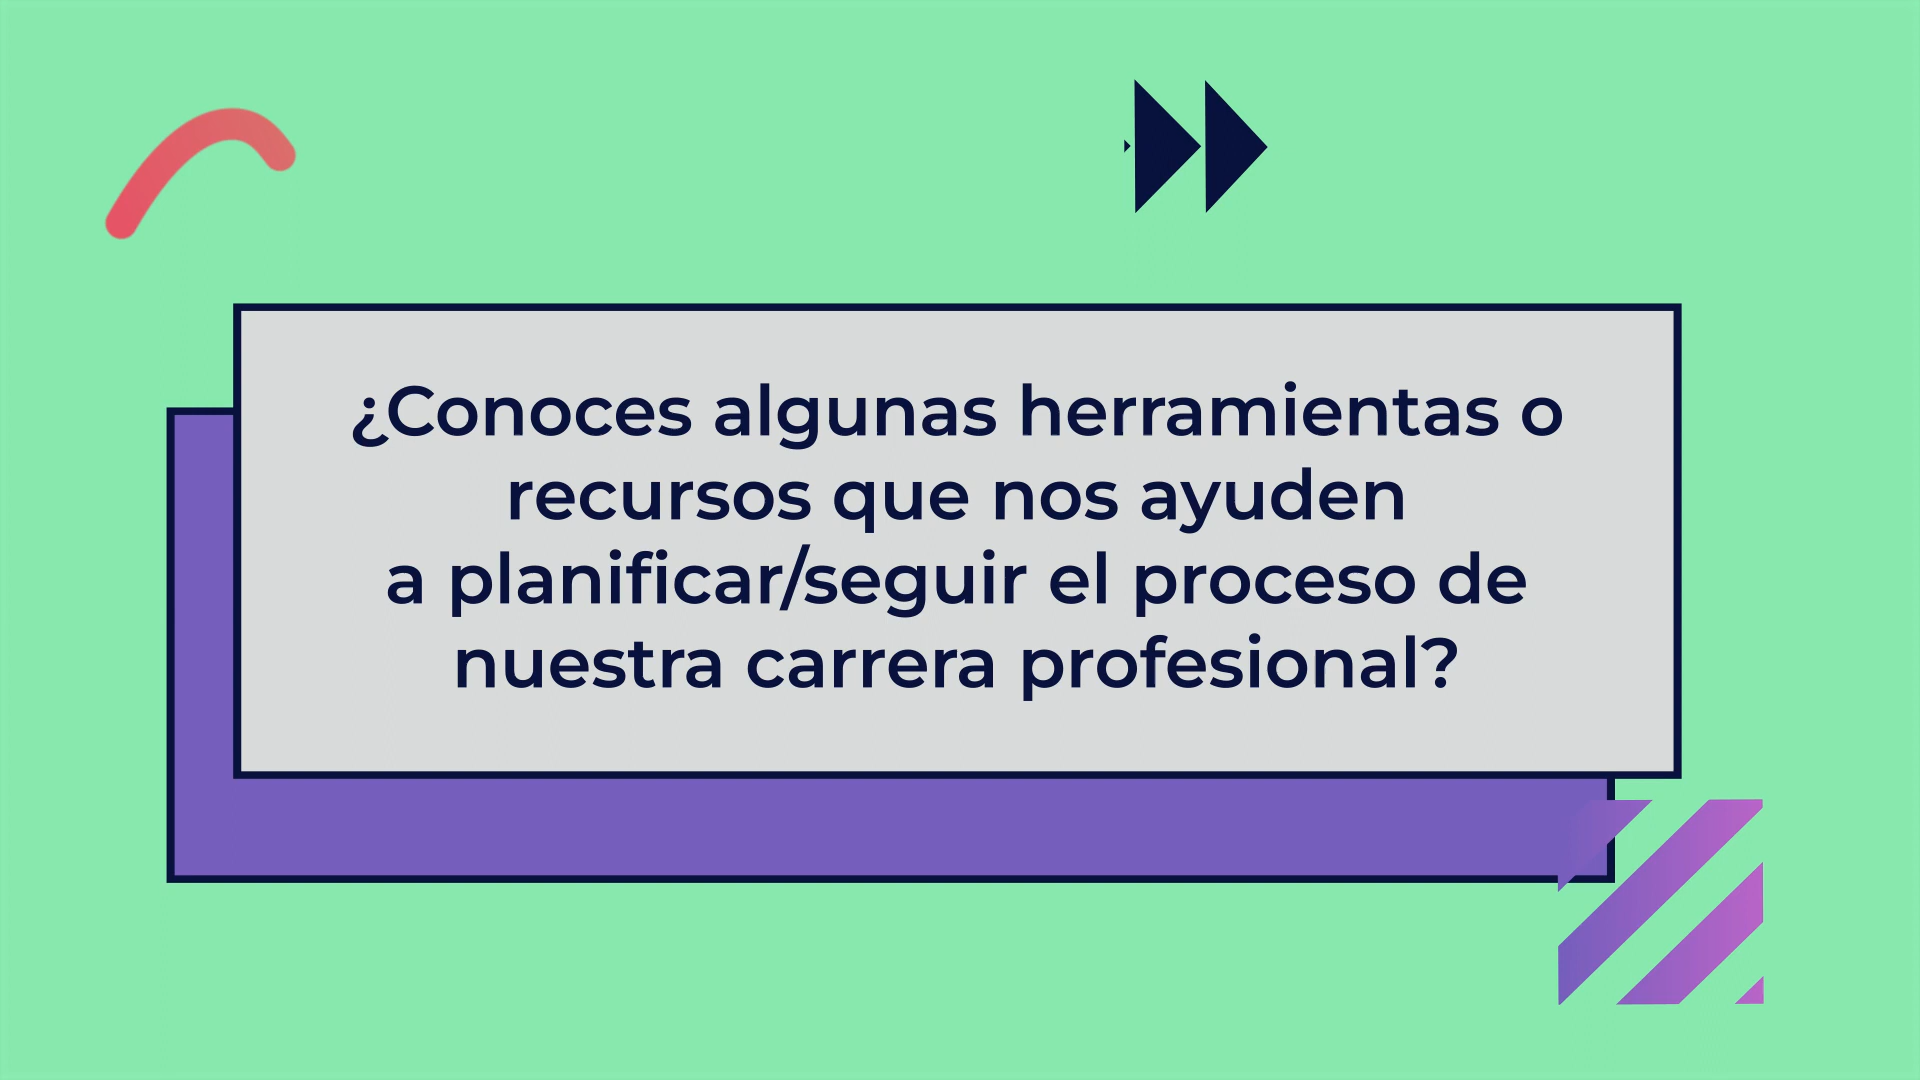 ¿Conoces algunas herramientas o
recursos que nos ayuden
a planificar/seguir el proceso de
nuestra carrera profesional?